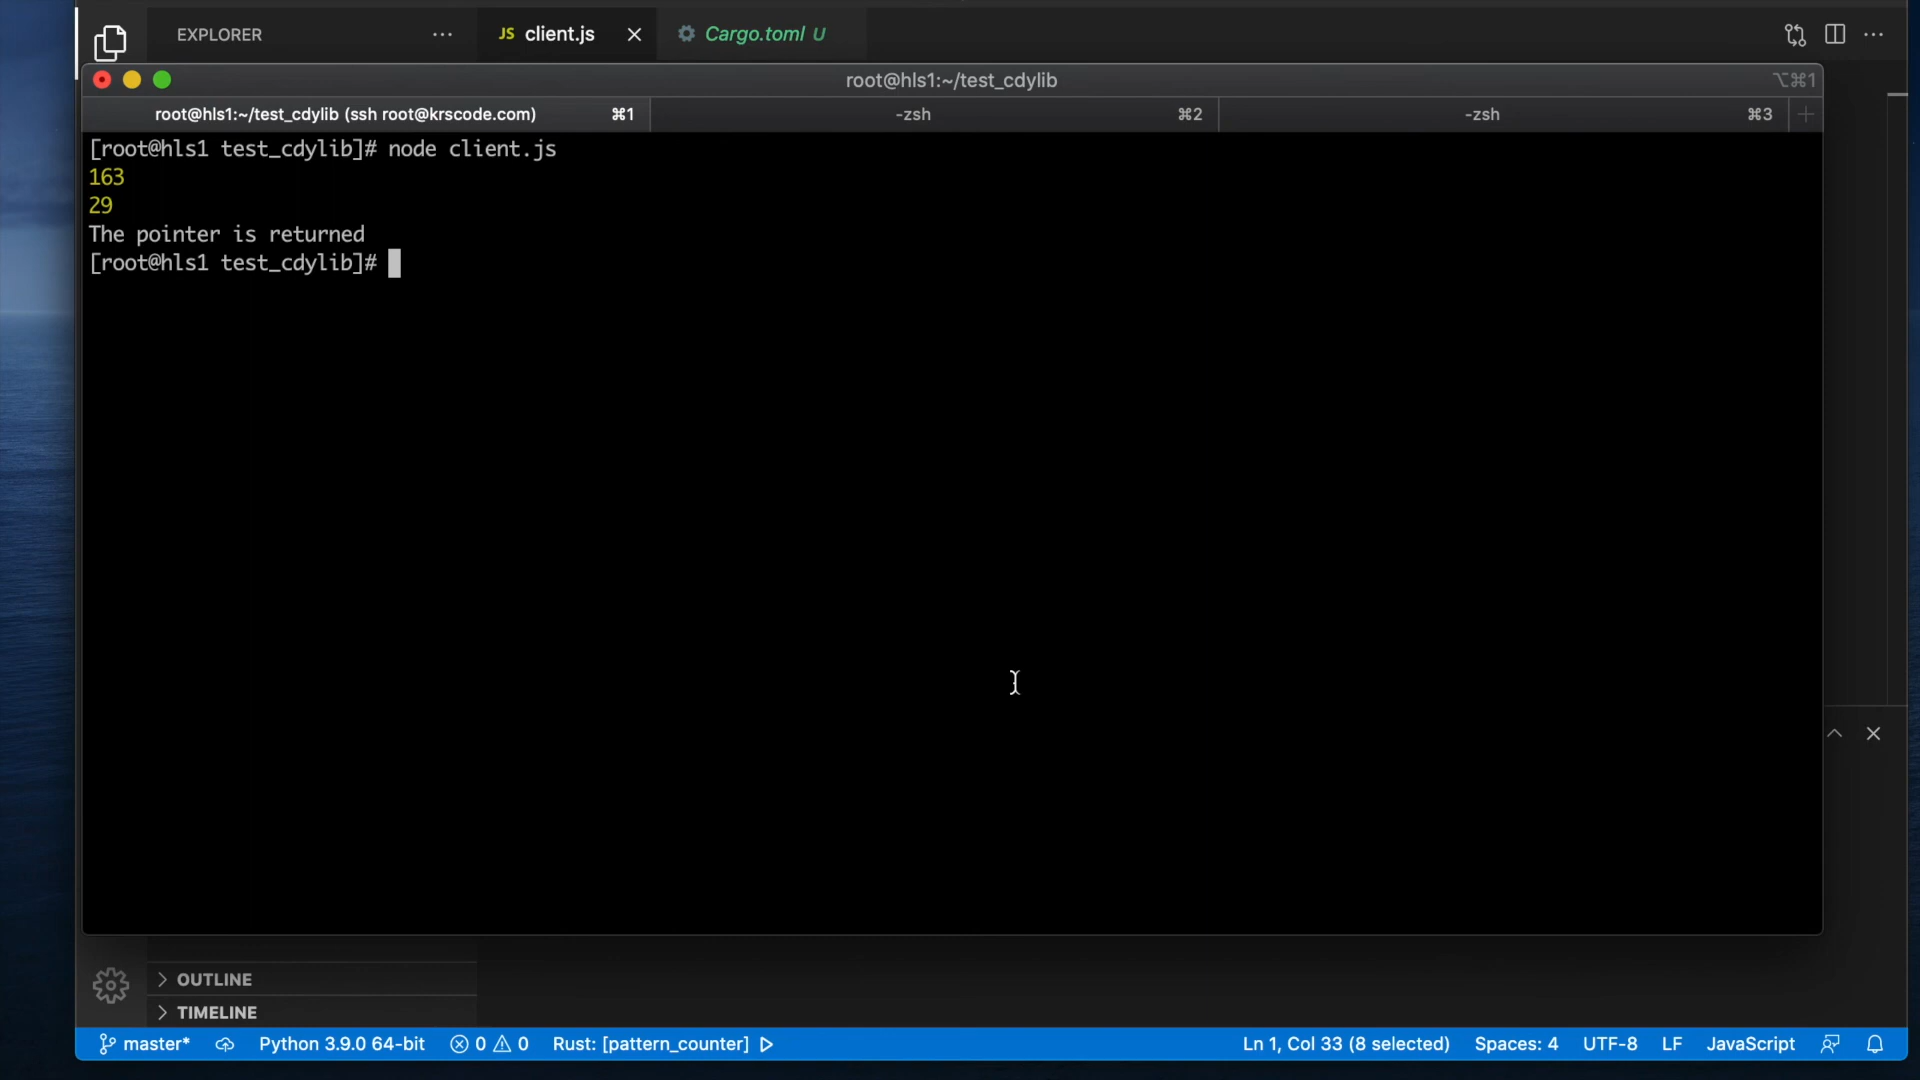 EXPLORER ··· JS client.js Cargo.toml U ···
root@hls1:~/test_cdylib ⌥⌘1
root@hls1:~/test_cdylib (ssh root@krscode.com) ⌘1 -zsh ⌘2 -zsh ⌘3 +
[root@hls1 test_cdylib]# node client.js
163
29
The pointer is returned
[root@hls1 test_cdylib]#
OUTLINE
TIMELINE
master* Python 3.9.0 64-bit 0 0 Rust: [pattern_counter] Ln 1, Col 33 (8 selected) Spaces: 4 UTF-8 LF JavaScript